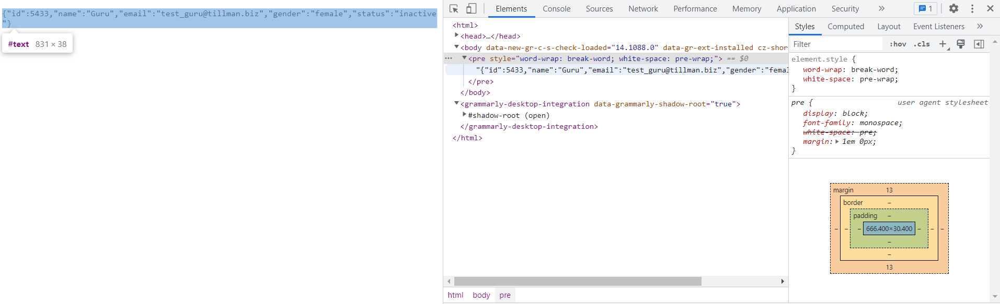 {"id":5433,"name":"Guru","email":"test_guru@tillman.biz","gender":"female","status":"inactive
"}
#text 831 × 38
Elements Console Sources Network Performance Memory Application Security » 1
<html>
<head>…</head>
<body data-new-gr-c-s-check-loaded="14.1088.0" data-gr-ext-installed cz-shor
<pre style="word-wrap: break-word; white-space: pre-wrap;"> == $0
"{"id":5433,"name":"Guru","email":"test_guru@tillman.biz","gender":"femal
</pre>
</body>
<grammarly-desktop-integration data-grammarly-shadow-root="true">
#shadow-root (open)
</grammarly-desktop-integration>
</html>
html body pre
Styles Computed Layout Event Listeners »
Filter :hov .cls +
element.style {
word-wrap: break-word;
white-space: pre-wrap;
}
pre { user agent stylesheet
display: block;
font-family: monospace;
white-space: pre;
margin: 1em 0px;
}
margin 13
border –
padding –
– – – 666.400×30.400 – – –
–
–
13